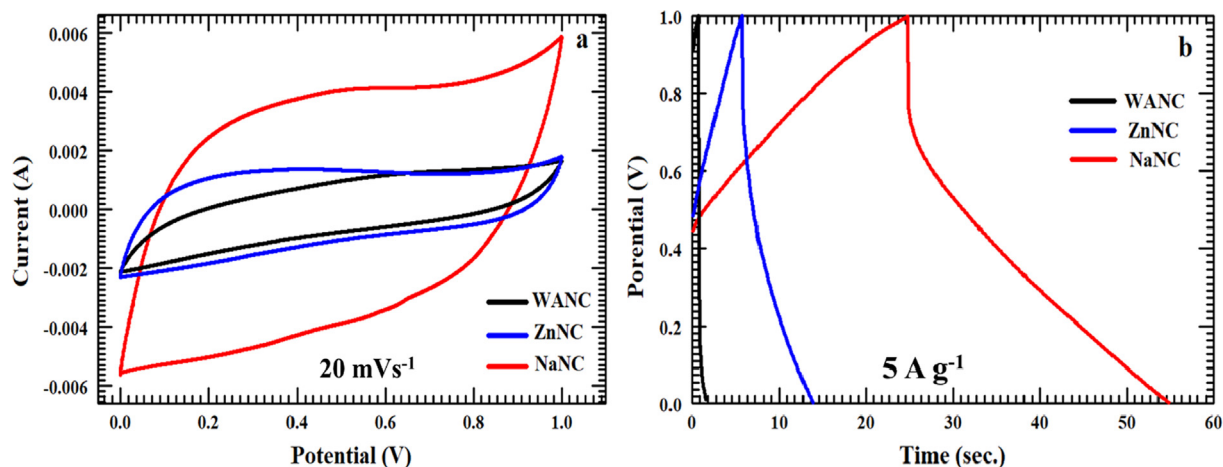 a
Current (A)
0.006
0.004
0.002
0.000
-0.002
-0.004
-0.006
WANC
ZnNC
NaNC
20 mVs-1
0.0 0.2 0.4 0.6 0.8 1.0
Potential (V)
b
Porential (V)
1.0
0.8
0.6
0.4
0.2
0.0
WANC
ZnNC
NaNC
5 A g-1
0 10 20 30 40 50 60
Time (sec.)